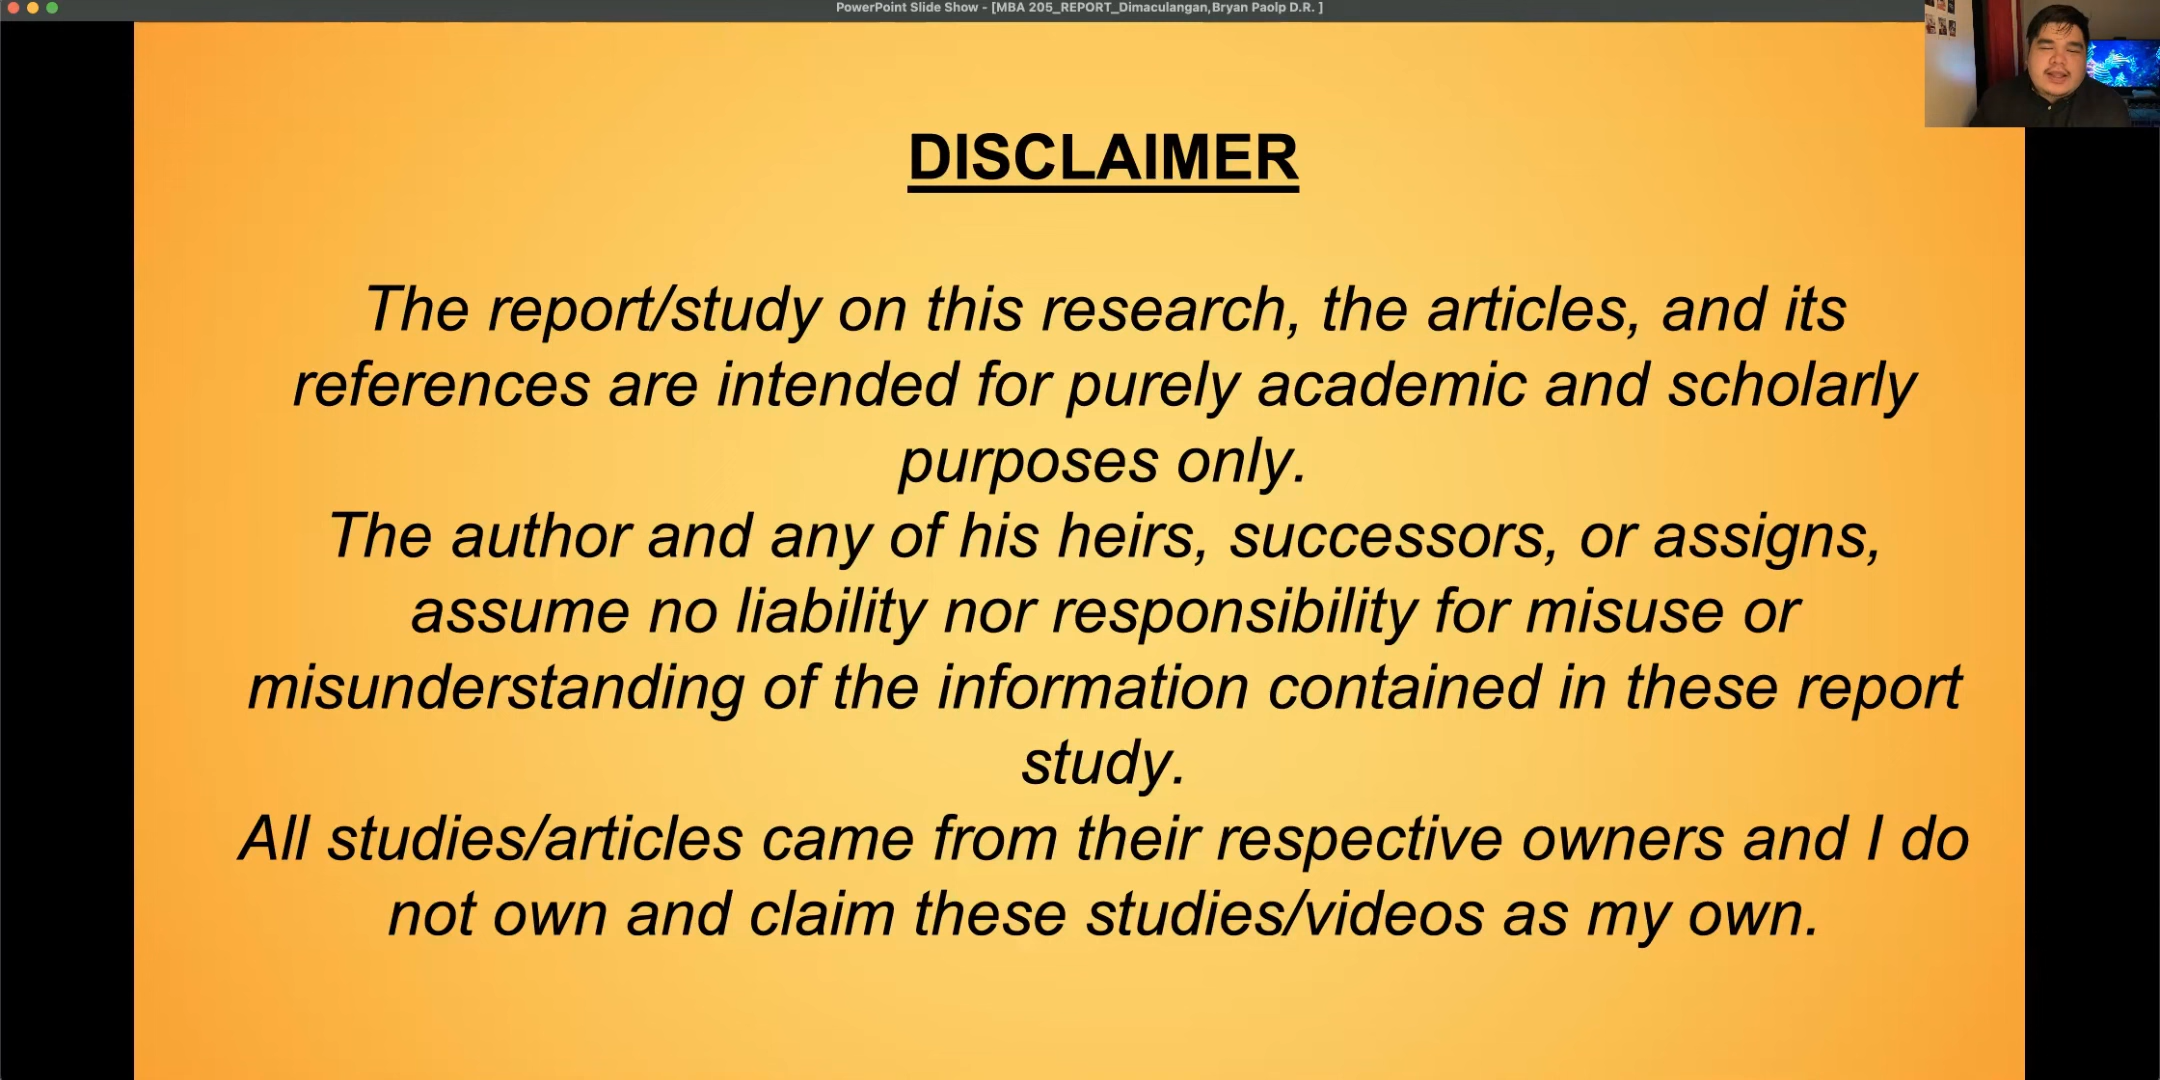 PowerPoint Slide Show - [MBA 205_REPORT_Dimaculangan,Bryan Paolp D.R. ]
DISCLAIMER
The report/study on this research, the articles, and its
references are intended for purely academic and scholarly
purposes only.
The author and any of his heirs, successors, or assigns,
assume no liability nor responsibility for misuse or
misunderstanding of the information contained in these report
study.
All studies/articles came from their respective owners and I do
not own and claim these studies/videos as my own.